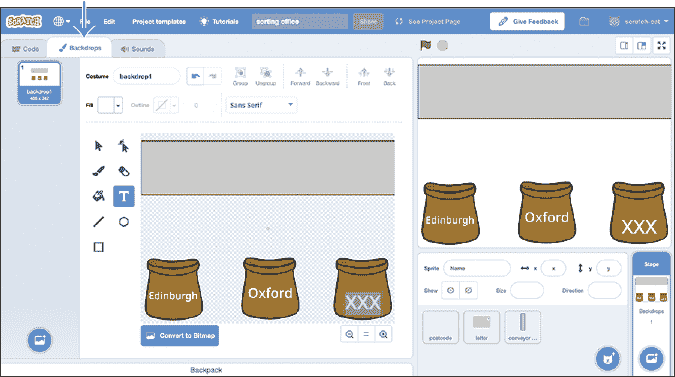 SCRATCH File Edit Project templates Tutorials sorting office Share See Project Page Give Feedback scratch-cat
Code Backdrops Sounds
1
backdrop1
Costume backdrop1 Group Ungroup Forward Backward Front Back
Fill Outline 0 Sans Serif
T
Edinburgh Oxford XXX
Convert to Bitmap
Backpack
Edinburgh Oxford XXX
Sprite Name x x y y
Show Size Direction
postcode letter conveyor ...
Stage
Backdrops
1